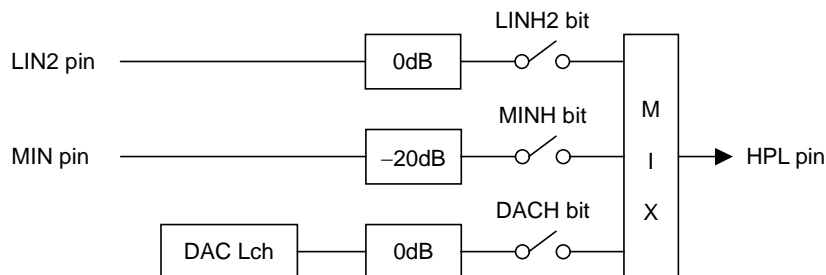 LINH2 bit
LIN2 pin
0dB
MINH bit
MIN pin
−20dB
M
I
X
HPL pin
DACH bit
DAC Lch
0dB